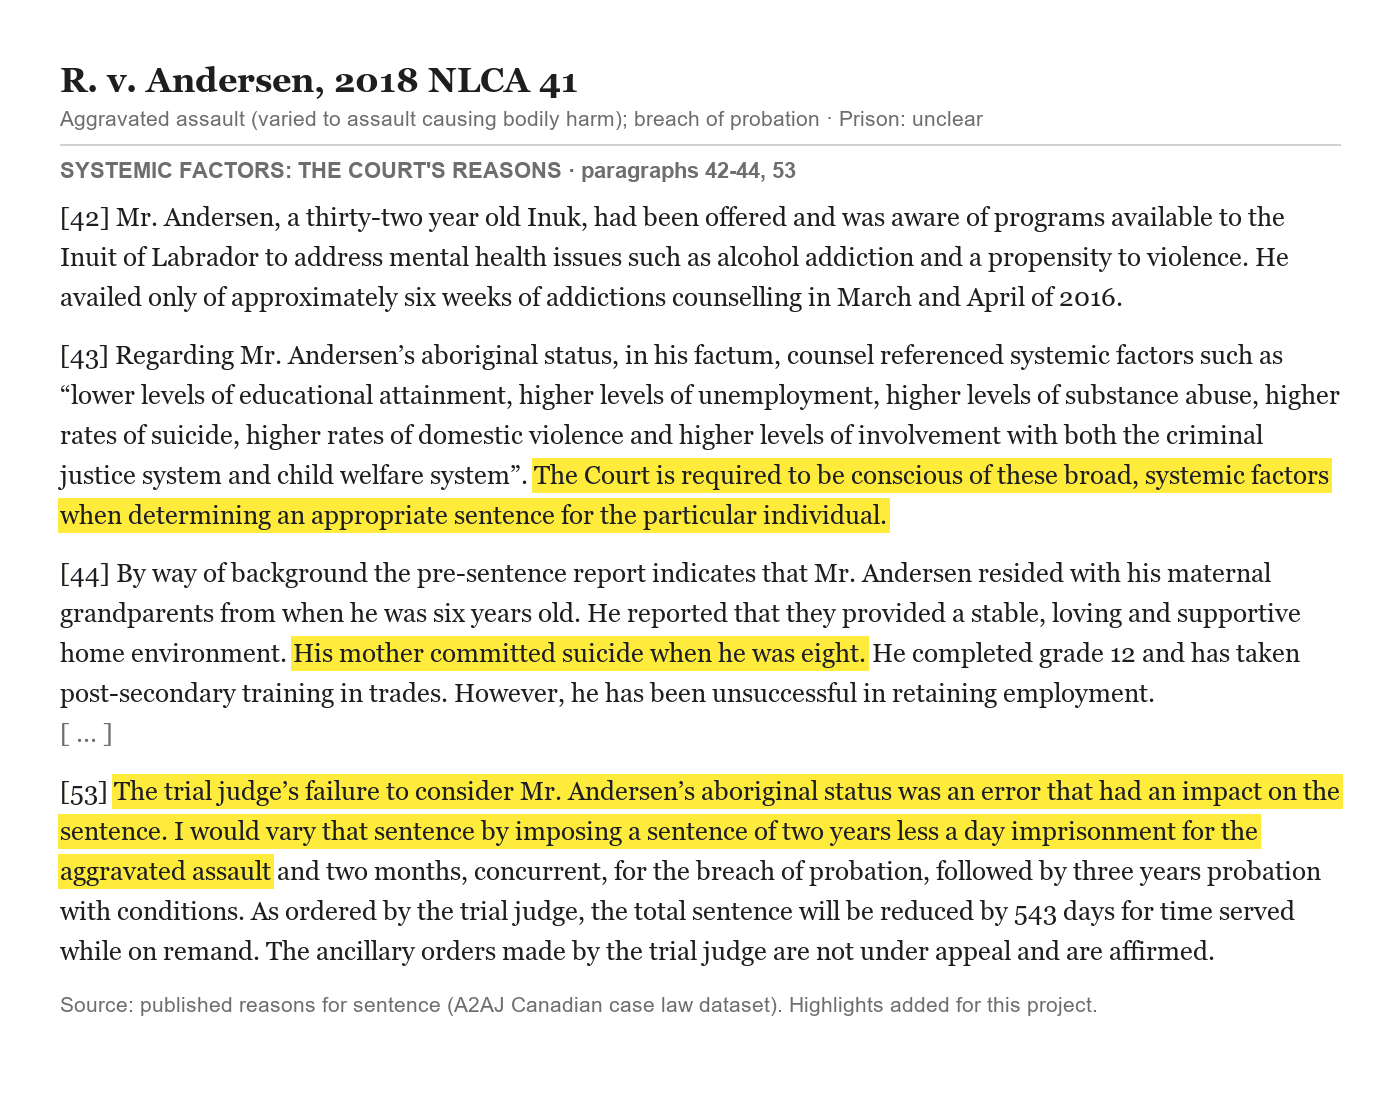 R. v. Andersen, 2018 NLCA 41
Aggravated assault (varied to assault causing bodily harm); breach of probation · Prison: unclear
SYSTEMIC FACTORS: THE COURT'S REASONS · paragraphs 42-44, 53
[42] Mr. Andersen, a thirty-two year old Inuk, had been offered and was aware of programs available to the
Inuit of Labrador to address mental health issues such as alcohol addiction and a propensity to violence. He
availed only of approximately six weeks of addictions counselling in March and April of 2016.
[43] Regarding Mr. Andersen’s aboriginal status, in his factum, counsel referenced systemic factors such as
“lower levels of educational attainment, higher levels of unemployment, higher levels of substance abuse, higher
rates of suicide, higher rates of domestic violence and higher levels of involvement with both the criminal
justice system and child welfare system”. The Court is required to be conscious of these broad, systemic factors
when determining an appropriate sentence for the particular individual.
[44] By way of background the pre-sentence report indicates that Mr. Andersen resided with his maternal
grandparents from when he was six years old. He reported that they provided a stable, loving and supportive
home environment. His mother committed suicide when he was eight. He completed grade 12 and has taken
post-secondary training in trades. However, he has been unsuccessful in retaining employment.
[ ... ]
[53] The trial judge’s failure to consider Mr. Andersen’s aboriginal status was an error that had an impact on the
sentence. I would vary that sentence by imposing a sentence of two years less a day imprisonment for the
aggravated assault and two months, concurrent, for the breach of probation, followed by three years probation
with conditions. As ordered by the trial judge, the total sentence will be reduced by 543 days for time served
while on remand. The ancillary orders made by the trial judge are not under appeal and are affirmed.
Source: published reasons for sentence (A2AJ Canadian case law dataset). Highlights added for this project.